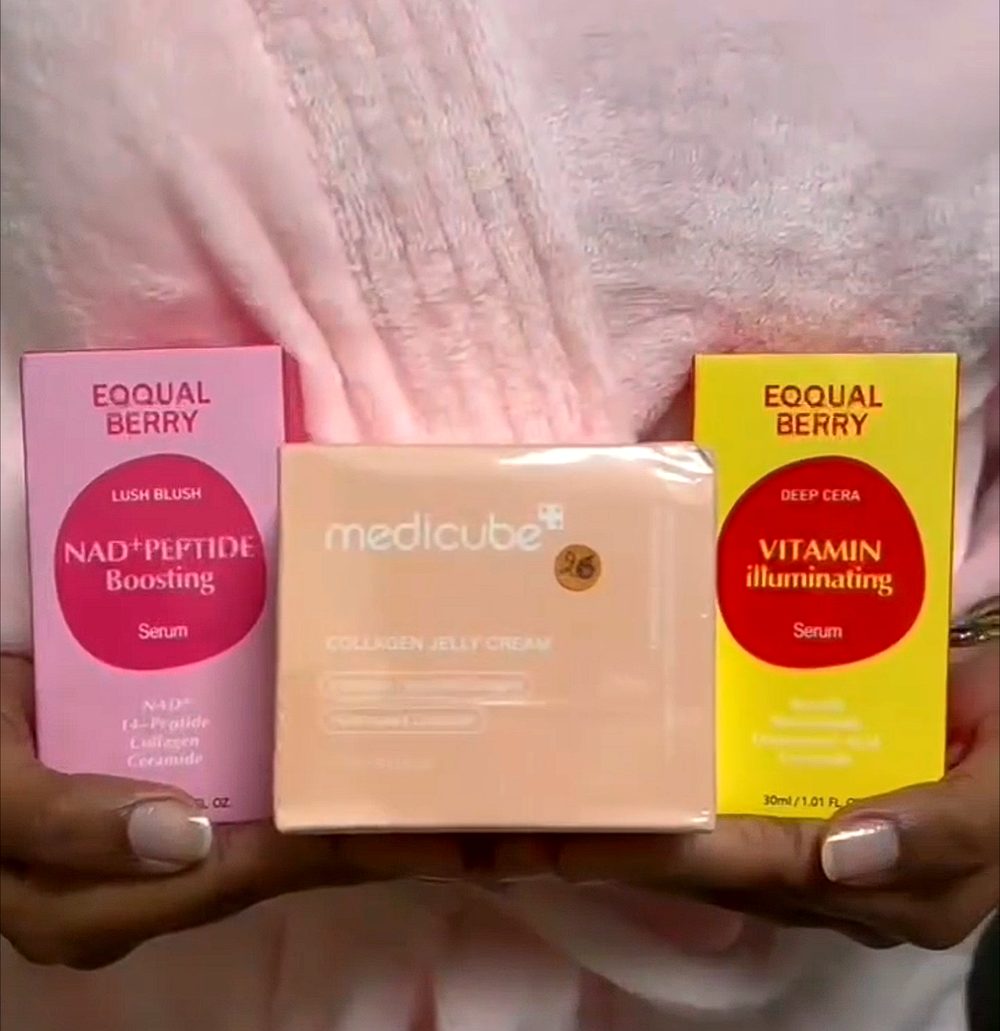 EQQUAL
BERRY
LUSH BLUSH
NAD+PEPTIDE
Boosting
Serum
NAD+
14-Peptide
Collagen
Ceramide
OZ.
medicube
26
COLLAGEN JELLY CREAM
EQQUAL
BERRY
DEEP CERA
VITAMIN
illuminating
Serum
30ml / 1.01 FL.